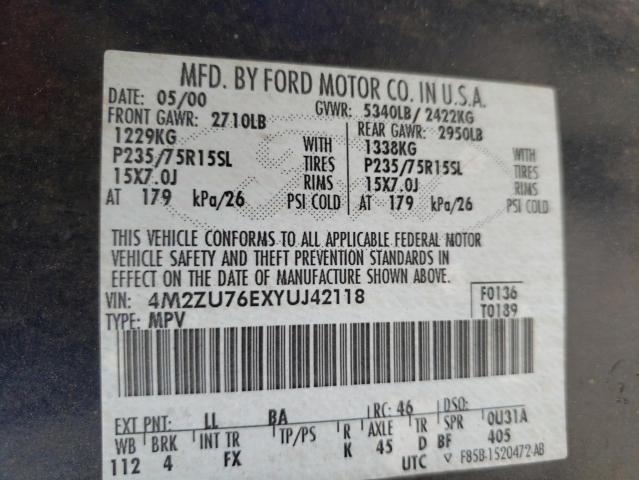 MFD. BY FORD MOTOR CO. IN U.S.A.
DATE: 05/00 GVWR: 5340LB/ 2422KG
FRONT GAWR: 2710LB REAR GAWR: 2950LB
1229KG WITH 1338KG WITH
P235/75R15SL TIRES P235/75R15SL TIRES
15X7.0J RIMS 15X7.0J RIMS
AT 179 kPa/26 PSI COLD AT 179 kPa/26 PSI COLD
THIS VEHICLE CONFORMS TO ALL APPLICABLE FEDERAL MOTOR
VEHICLE SAFETY AND THEFT PREVENTION STANDARDS IN
EFFECT ON THE DATE OF MANUFACTURE SHOWN ABOVE.
VIN: 4M2ZU76EXYUJ42118 F0136
TYPE: MPV T0189
EXT PNT: LL BA RC: 46 DSO:
WB BRK INT TR TP/PS R AXLE TR SPR 0U31A
112 4 FX K 45 D BF 405
UTC F85B-1520472-AB